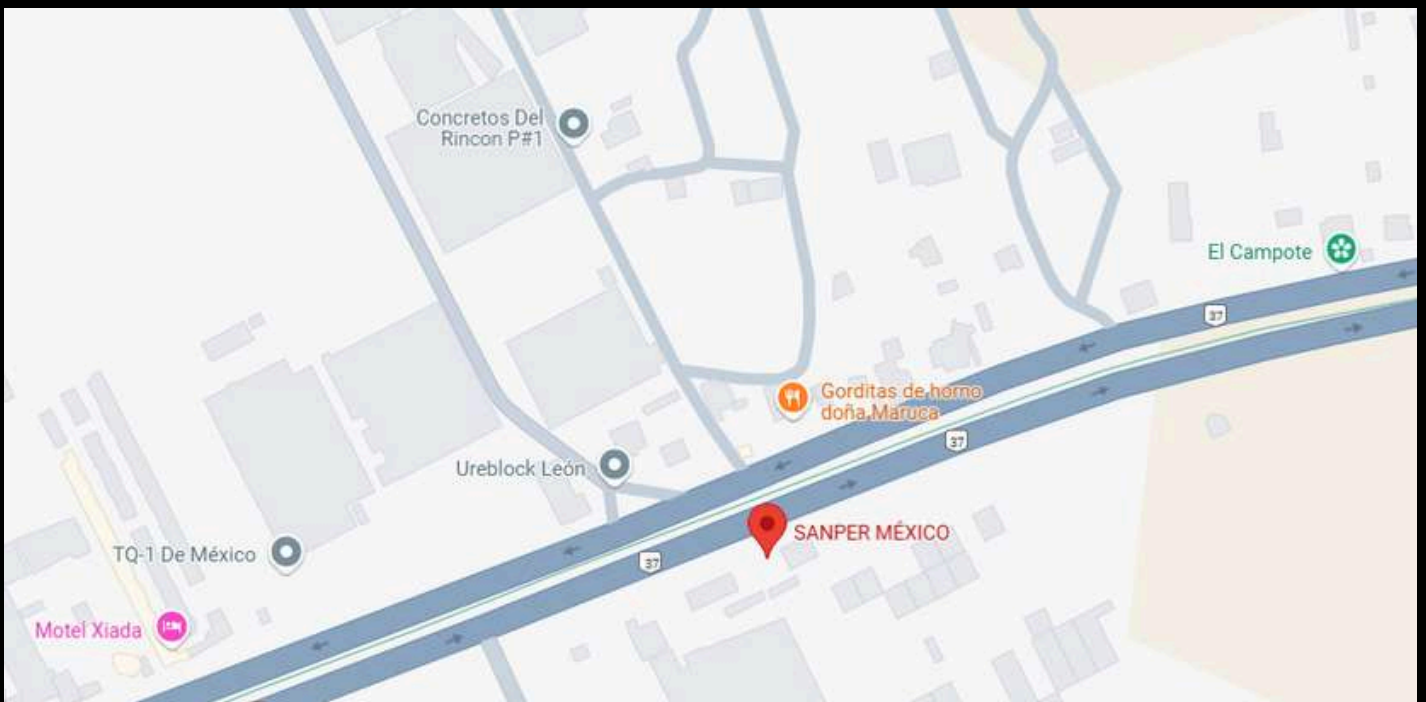 Concretos Del
Rincon P#1
El Campote
37
Gorditas de horno
doña Maruca
37
Ureblock León
SANPER MÉXICO
TQ-1 De México
37
Motel Xiada